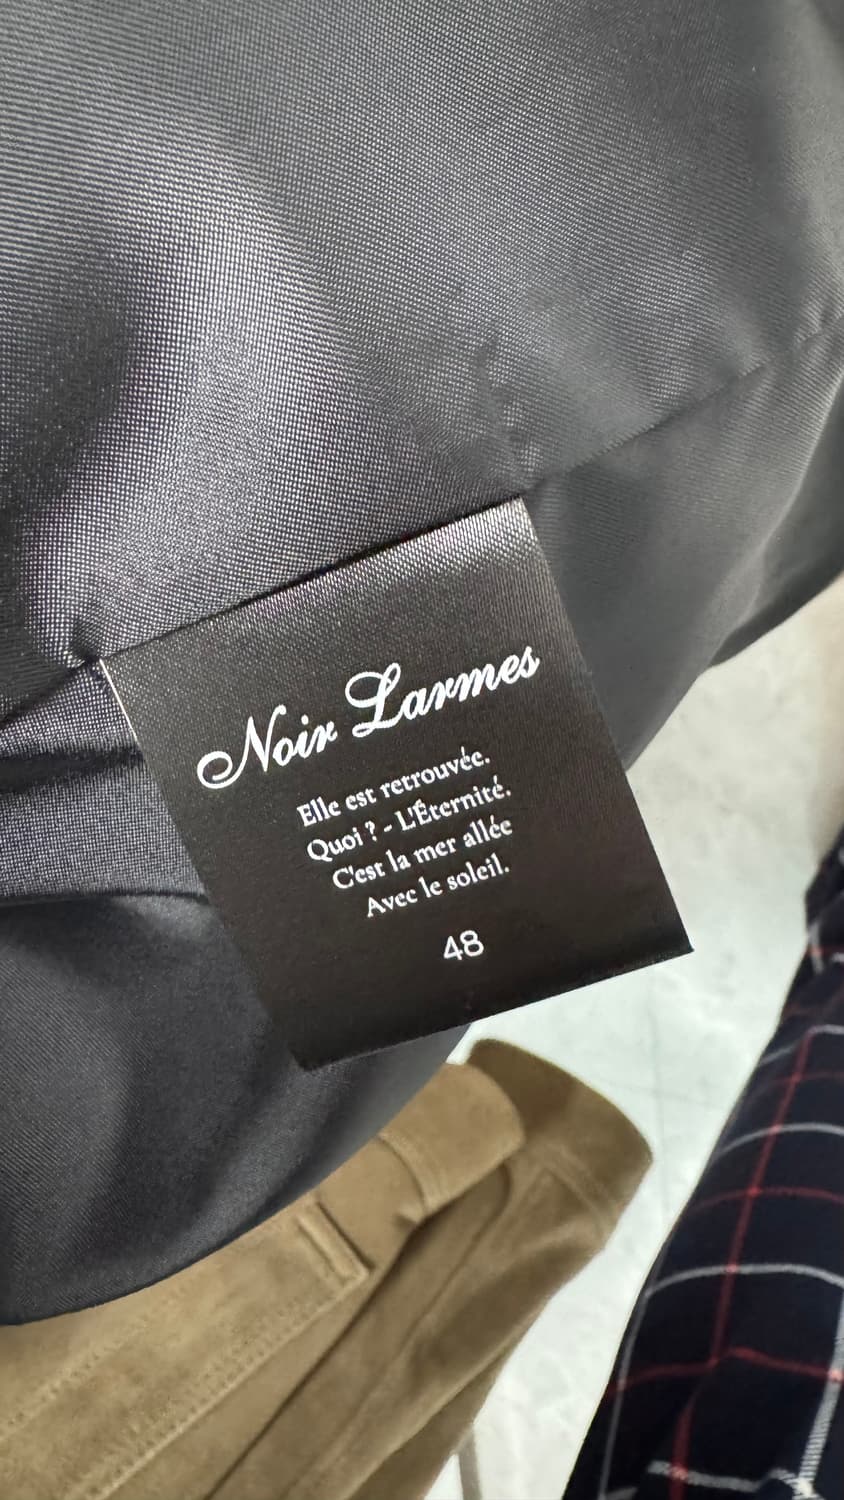 Noir Larmes
Elle est retrouvée.
Quoi ? - L'Éternité.
C'est la mer allée
Avec le soleil.
48